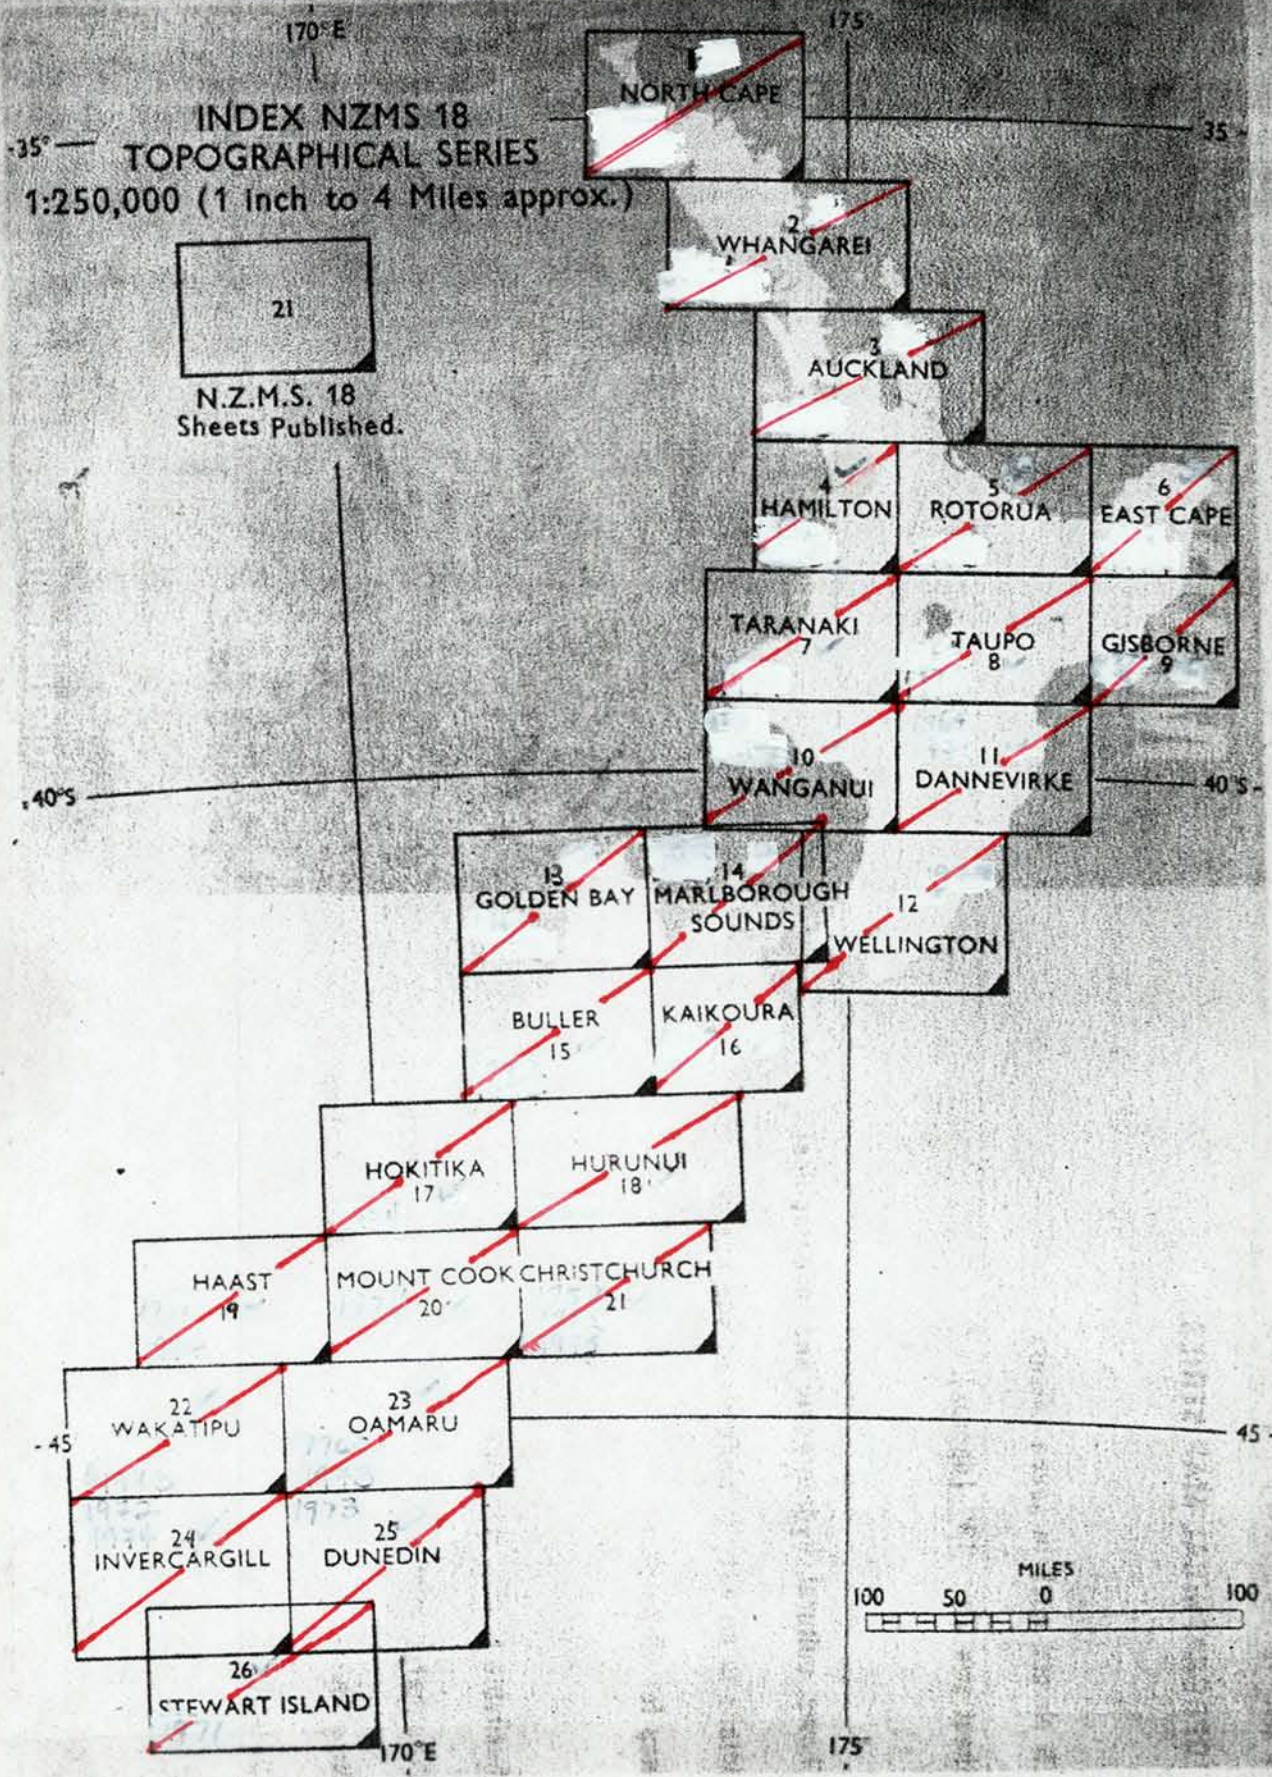 170° E
175°
INDEX NZMS 18
TOPOGRAPHICAL SERIES
1:250,000 (1 inch to 4 Miles approx.)
-35°
35
21
N.Z.M.S. 18
Sheets Published.
1
NORTH CAPE
2
WHANGAREI
3
AUCKLAND
4
HAMILTON
5
ROTORUA
6
EAST CAPE
TARANAKI
7
TAUPO
8
GISBORNE
9
10
WANGANUI
11
DANNEVIRKE
40°S
40°S
13
GOLDEN BAY
14
MARLBOROUGH
SOUNDS
12
WELLINGTON
BULLER
15
KAIKOURA
16
HOKITIKA
17
HURUNUI
18
HAAST
19
MOUNT COOK
20
CHRISTCHURCH
21
22
WAKATIPU
23
OAMARU
- 45
45
1973
24
INVERCARGILL
25
DUNEDIN
26
STEWART ISLAND
MILES
100 50 0 100
170°E
175°